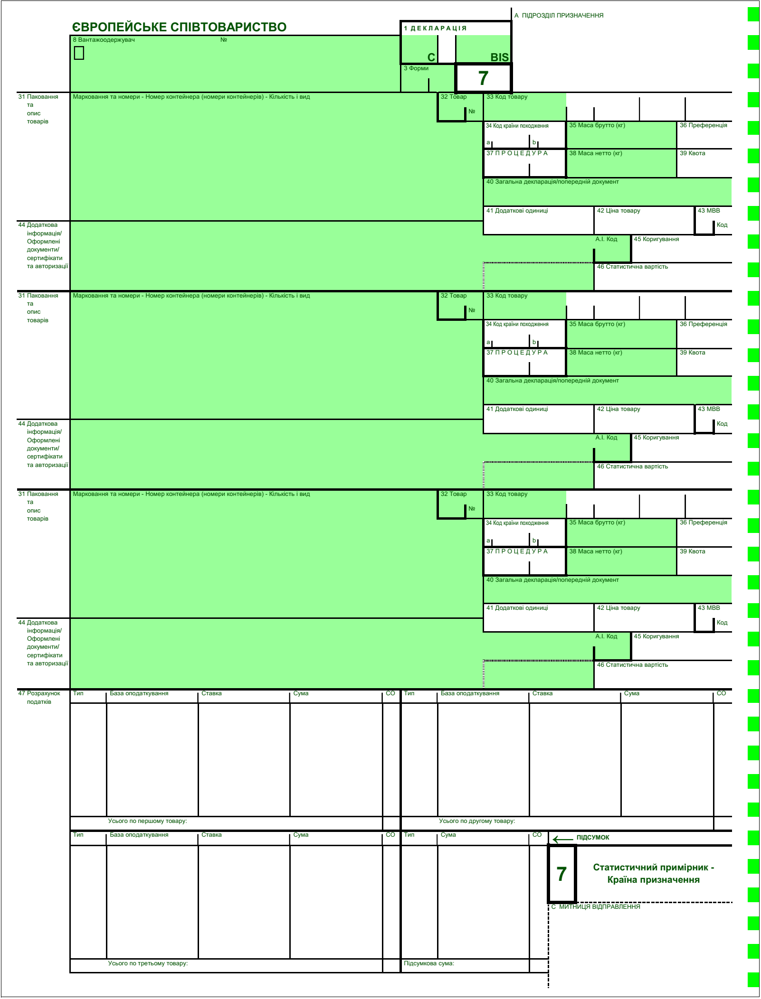 А ПІДРОЗДІЛ ПРИЗНАЧЕННЯ
ЄВРОПЕЙСЬКЕ СПІВТОВАРИСТВО
1 ДЕКЛАРАЦІЯ
8 Вантажоодержувач №
C BIS
3 Форми
7
31 Паковання
та
опис
товарів
Марковання та номери - Номер контейнера (номери контейнерів) - Кількість і вид
32 Товар
№
33 Код товару
34 Код країни походження
a b
35 Маса брутто (кг)
36 Преференція
37 ПРОЦЕДУРА
38 Маса нетто (кг)
39 Квота
40 Загальна декларація/попередній документ
41 Додаткові одиниці
42 Ціна товару
43 МВВ
Код
44 Додаткова
інформація/
Оформлені
документи/
сертифікати
та авторизації
А.І. Код
45 Коригування
46 Статистична вартість
31 Паковання
та
опис
товарів
Марковання та номери - Номер контейнера (номери контейнерів) - Кількість і вид
32 Товар
№
33 Код товару
34 Код країни походження
a b
35 Маса брутто (кг)
36 Преференція
37 ПРОЦЕДУРА
38 Маса нетто (кг)
39 Квота
40 Загальна декларація/попередній документ
41 Додаткові одиниці
42 Ціна товару
43 МВВ
Код
44 Додаткова
інформація/
Оформлені
документи/
сертифікати
та авторизації
А.І. Код
45 Коригування
46 Статистична вартість
31 Паковання
та
опис
товарів
Марковання та номери - Номер контейнера (номери контейнерів) - Кількість і вид
32 Товар
№
33 Код товару
34 Код країни походження
a b
35 Маса брутто (кг)
36 Преференція
37 ПРОЦЕДУРА
38 Маса нетто (кг)
39 Квота
40 Загальна декларація/попередній документ
41 Додаткові одиниці
42 Ціна товару
43 МВВ
Код
44 Додаткова
інформація/
Оформлені
документи/
сертифікати
та авторизації
А.І. Код
45 Коригування
46 Статистична вартість
47 Розрахунок
податків
Тип База оподаткування Ставка Сума СО Тип База оподаткування Ставка Сума СО
Усього по першому товару: Усього по другому товару:
Тип База оподаткування Ставка Сума СО Тип Сума СО
← ПІДСУМОК
7
Статистичний примірник -
Країна призначення
С МИТНИЦЯ ВІДПРАВЛЕННЯ
Усього по третьому товару: Підсумкова сума: